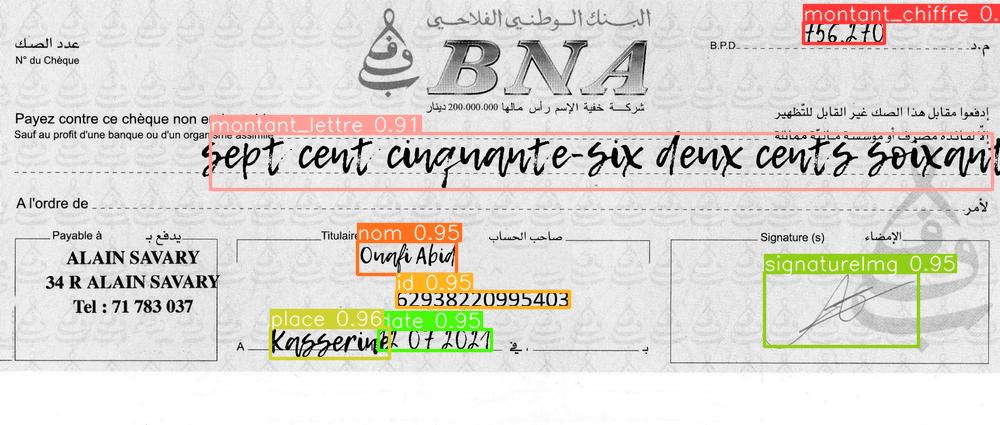 البنك الوطني الفلاحي
BNA
شركة خفية الإسم رأس مالها 200.000.000 دينار
montant_chiffre 0.
عدد الصك
N° du Chèque
B.P.D.
756.270
م.د
Payez contre ce chèque non e
إدفعوا مقابل هذا الصك غير القابل للتظهير
Sauf au profit d'une banque ou d'un organisme assimilé
إلا لفائدة مصرف أو مؤسسة مالية مماثلة
montant_lettre 0.91
sept cent cinquante-six deux cents soixant
A l'ordre de
لأمر
Payable à يدفع بـ
ALAIN SAVARY
34 R ALAIN SAVARY
Tel : 71 783 037
Titulaire
nom 0.95
صاحب الحساب
Ounafi Abid
id 0.95
62938220995403
place 0.96
date 0.95
A Kasserine
12 07 2021
في
بـ
Signature (s) الإمضاء
signatureImg 0.95